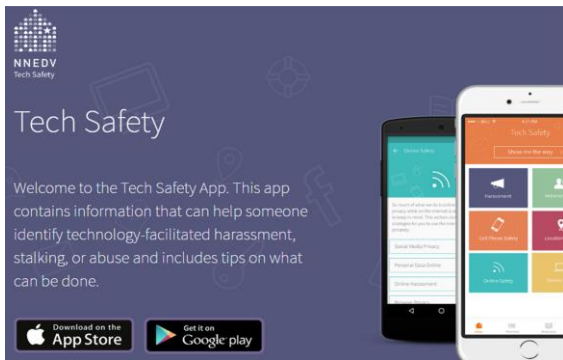 NNEDV
Tech Safety
Tech Safety
Welcome to the Tech Safety App. This app
contains information that can help someone
identify technology-facilitated harassment,
stalking, or abuse and includes tips on what
can be done.
Download on the
App Store
Get it on
Google play
Online Safety
Social Media Privacy
Personal Data Online
Online Harassment
Browser Privacy
Tech Safety
Show me the way
Harassment
Cell Phone Safety
Location
Online Safety